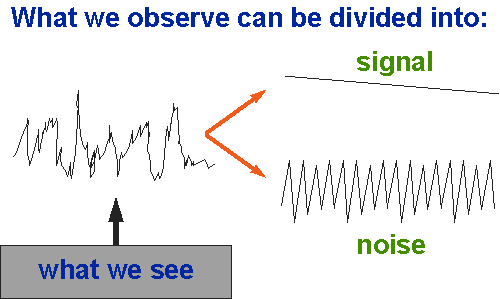 What we observe can be divided into:
signal
noise
what we see